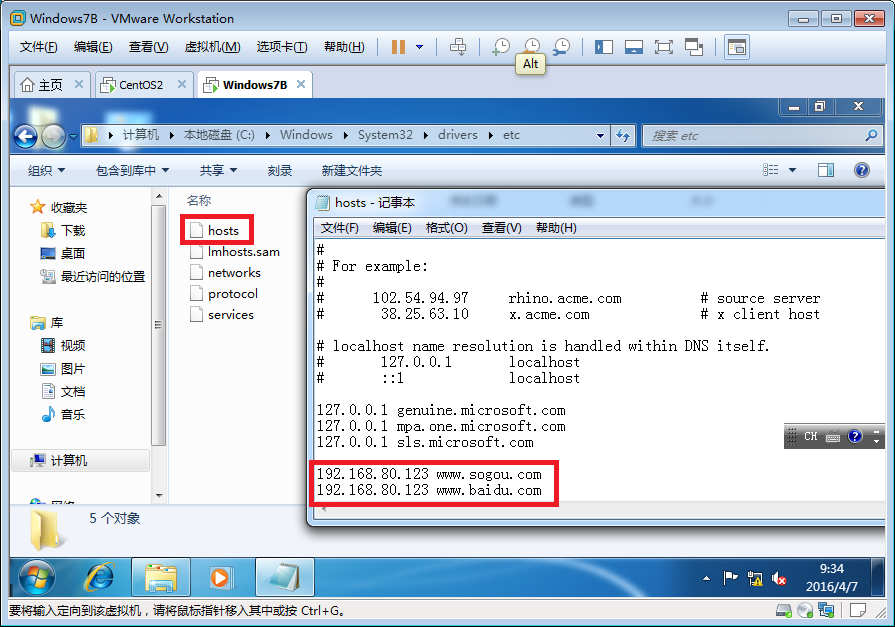 Windows7B - VMware Workstation
文件(F) 编辑(E) 查看(V) 虚拟机(M) 选项卡(T) 帮助(H)
Alt
主页 CentOS2 Windows7B
计算机 本地磁盘 (C:) Windows System32 drivers etc
搜索 etc
组织 包含到库中 共享 刻录 新建文件夹
收藏夹
下载
桌面
最近访问的位置
库
视频
图片
文档
音乐
计算机
网络
名称
hosts
lmhosts.sam
networks
protocol
services
5 个对象
hosts - 记事本
文件(F) 编辑(E) 格式(O) 查看(V) 帮助(H)
#
# For example:
#
# 102.54.94.97 rhino.acme.com # source server
# 38.25.63.10 x.acme.com # x client host
# localhost name resolution is handled within DNS itself.
# 127.0.0.1 localhost
# ::1 localhost
127.0.0.1 genuine.microsoft.com
127.0.0.1 mpa.one.microsoft.com
127.0.0.1 sls.microsoft.com
192.168.80.123 www.sogou.com
192.168.80.123 www.baidu.com
CH
9:34
2016/4/7
要将输入定向到该虚拟机，请将鼠标指针移入其中或按 Ctrl+G。